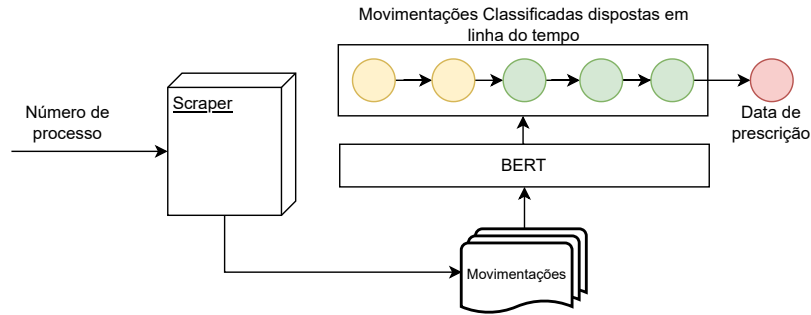 Movimentações Classificadas dispostas em
linha do tempo
Número de
processo
Scraper
Data de
prescrição
BERT
Movimentações